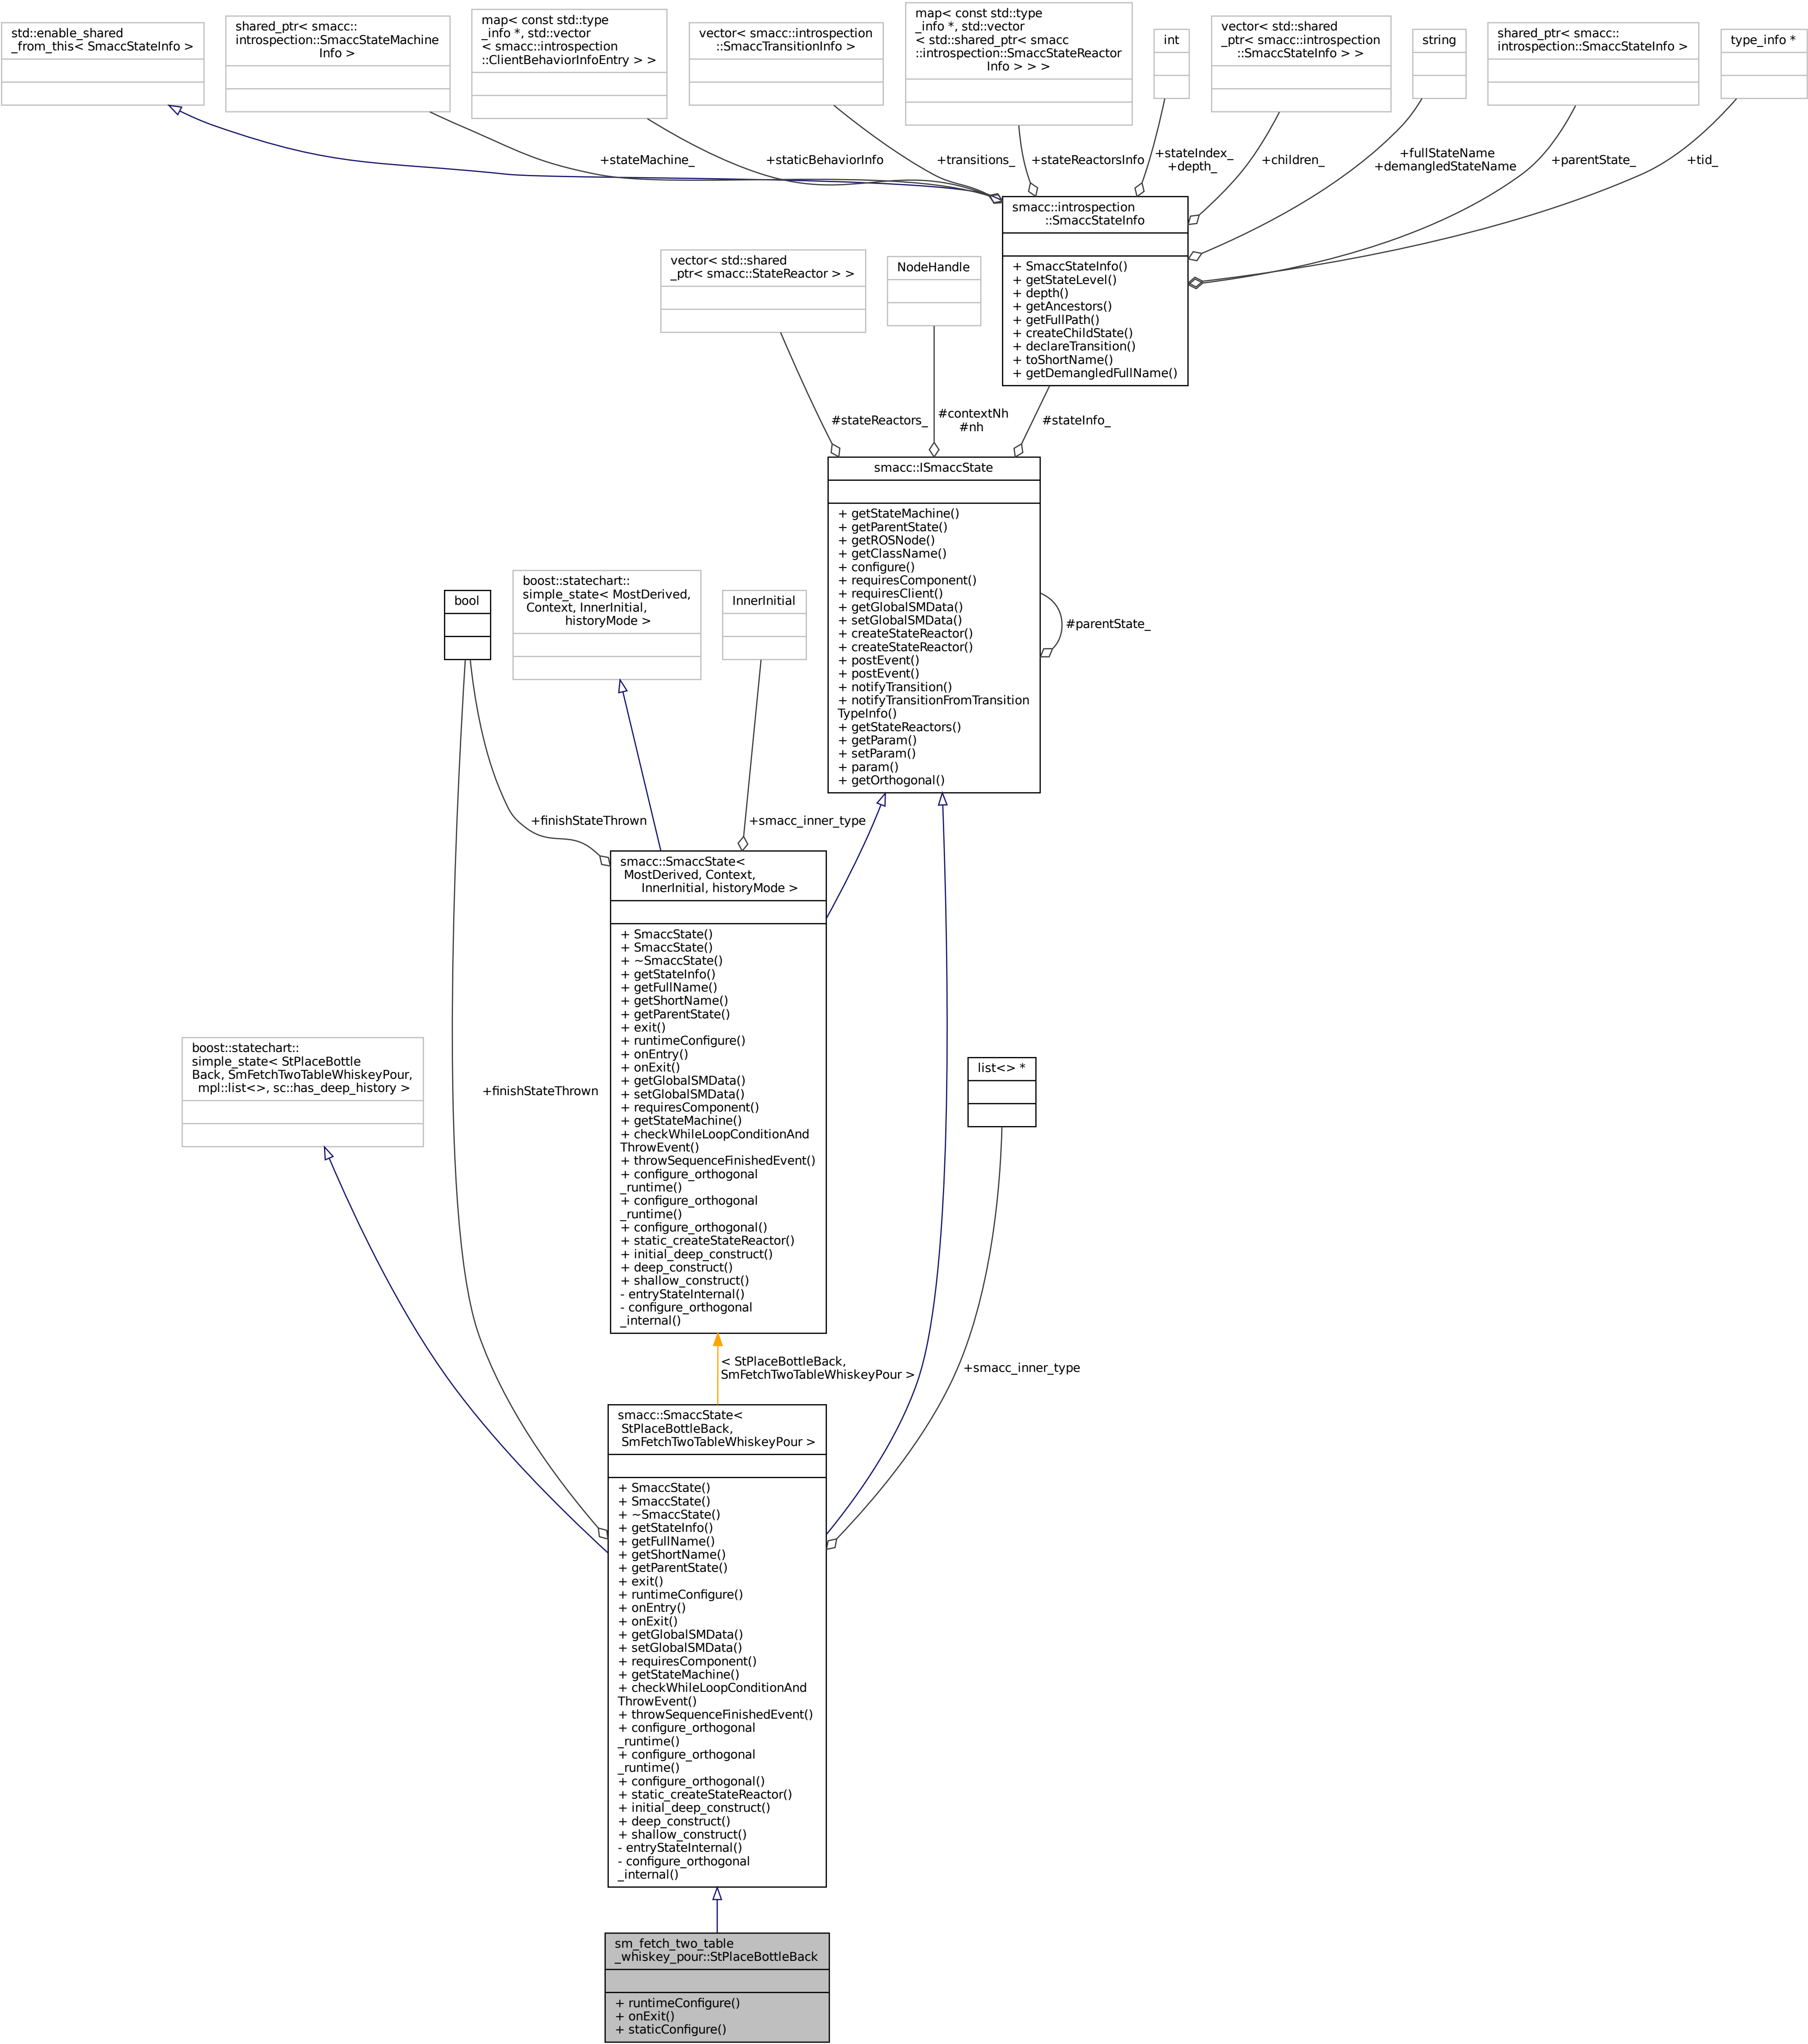 std::enable_shared
_from_this< SmaccStateInfo >
shared_ptr< smacc::
introspection::SmaccStateMachine
Info >
map< const std::type
_info *, std::vector
< smacc::introspection
::ClientBehaviorInfoEntry > >
vector< smacc::introspection
::SmaccTransitionInfo >
map< const std::type
_info *, std::vector
< std::shared_ptr< smacc
::introspection::SmaccStateReactor
Info > > >
int
vector< std::shared
_ptr< smacc::introspection
::SmaccStateInfo > >
string
shared_ptr< smacc::
introspection::SmaccStateInfo >
type_info *
+stateMachine_
+staticBehaviorInfo
+transitions_
+stateReactorsInfo
+stateIndex_
+depth_
+children_
+fullStateName
+demangledStateName
+parentState_
+tid_
smacc::introspection
::SmaccStateInfo
+ SmaccStateInfo()
+ getStateLevel()
+ depth()
+ getAncestors()
+ getFullPath()
+ createChildState()
+ declareTransition()
+ toShortName()
+ getDemangledFullName()
vector< std::shared
_ptr< smacc::StateReactor > >
NodeHandle
#stateReactors_
#contextNh
#nh
#stateInfo_
smacc::ISmaccState
+ getStateMachine()
+ getParentState()
+ getROSNode()
+ getClassName()
+ configure()
+ requiresComponent()
+ requiresClient()
+ getGlobalSMData()
+ setGlobalSMData()
+ createStateReactor()
+ createStateReactor()
+ postEvent()
+ postEvent()
+ notifyTransition()
+ notifyTransitionFromTransition
TypeInfo()
+ getStateReactors()
+ getParam()
+ setParam()
+ param()
+ getOrthogonal()
#parentState_
bool
boost::statechart::
simple_state< MostDerived,
Context, InnerInitial,
historyMode >
InnerInitial
+finishStateThrown
+smacc_inner_type
smacc::SmaccState<
MostDerived, Context,
InnerInitial, historyMode >
+ SmaccState()
+ SmaccState()
+ ~SmaccState()
+ getStateInfo()
+ getFullName()
+ getShortName()
+ getParentState()
+ exit()
+ runtimeConfigure()
+ onEntry()
+ onExit()
+ getGlobalSMData()
+ setGlobalSMData()
+ requiresComponent()
+ getStateMachine()
+ checkWhileLoopConditionAnd
ThrowEvent()
+ throwSequenceFinishedEvent()
+ configure_orthogonal
_runtime()
+ configure_orthogonal
_runtime()
+ configure_orthogonal()
+ static_createStateReactor()
+ initial_deep_construct()
+ deep_construct()
+ shallow_construct()
- entryStateInternal()
- configure_orthogonal
_internal()
boost::statechart::
simple_state< StPlaceBottle
Back, SmFetchTwoTableWhiskeyPour,
mpl::list<>, sc::has_deep_history >
+finishStateThrown
list<> *
< StPlaceBottleBack,
SmFetchTwoTableWhiskeyPour >
+smacc_inner_type
smacc::SmaccState<
StPlaceBottleBack,
SmFetchTwoTableWhiskeyPour >
+ SmaccState()
+ SmaccState()
+ ~SmaccState()
+ getStateInfo()
+ getFullName()
+ getShortName()
+ getParentState()
+ exit()
+ runtimeConfigure()
+ onEntry()
+ onExit()
+ getGlobalSMData()
+ setGlobalSMData()
+ requiresComponent()
+ getStateMachine()
+ checkWhileLoopConditionAnd
ThrowEvent()
+ throwSequenceFinishedEvent()
+ configure_orthogonal
_runtime()
+ configure_orthogonal
_runtime()
+ configure_orthogonal()
+ static_createStateReactor()
+ initial_deep_construct()
+ deep_construct()
+ shallow_construct()
- entryStateInternal()
- configure_orthogonal
_internal()
sm_fetch_two_table
_whiskey_pour::StPlaceBottleBack
+ runtimeConfigure()
+ onExit()
+ staticConfigure()